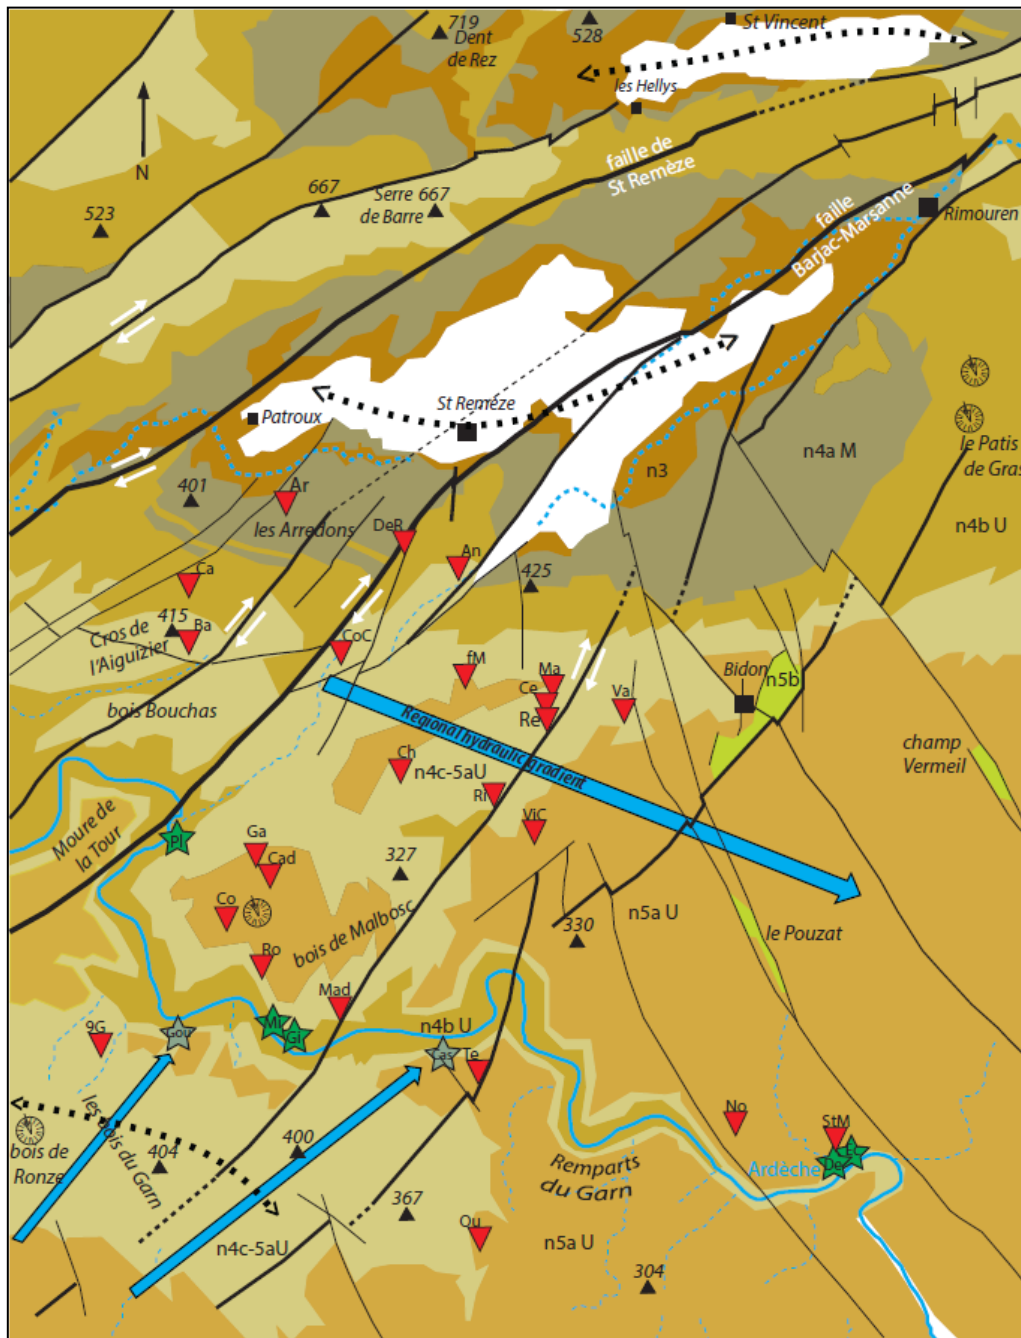 719
Dent
de Rez
528
St Vincent
les Hellys
N
faille de
St Remèze
667
Serre 667
de Barre
523
faille
Barjac-Marsanne
Rimouren
Patroux
St Remèze
n3
n4a M
le Patis
de Gras
n4b U
401
Ar
les Arredons
DeR
An
425
Ca
415
Ba
Cros de
l'Aiguizier
CoC
fM
Ma
Ce
Re
Va
Bidon
n5b
bois Bouchas
Regional hydraulic gradient
champ
Vermeil
Ch
n4c-5aU
Ri
ViC
Moure de
la Tour
Pl
Ga
Cad
327
Co
bois de Malbosc
n5a U
330
le Pouzat
Ro
Mad
9G
Gou
Mi
Gi
n4b U
Cas
Te
No
StM
De
Ardèche
les bois du Garn
bois de
Ronze
404
400
Remparts
du Garn
367
Qu
n4c-5aU
n5a U
304